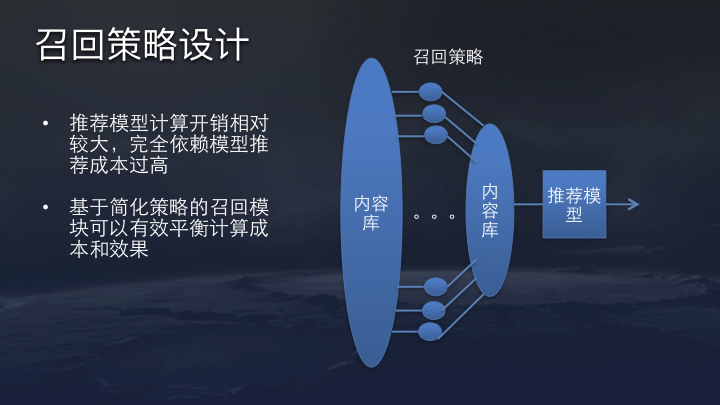 召回策略设计
召回策略
• 推荐模型计算开销相对
较大，完全依赖模型推
荐成本过高
• 基于简化策略的召回模
块可以有效平衡计算成
本和效果
内容
库
。。。
内
容
库
推荐模
型